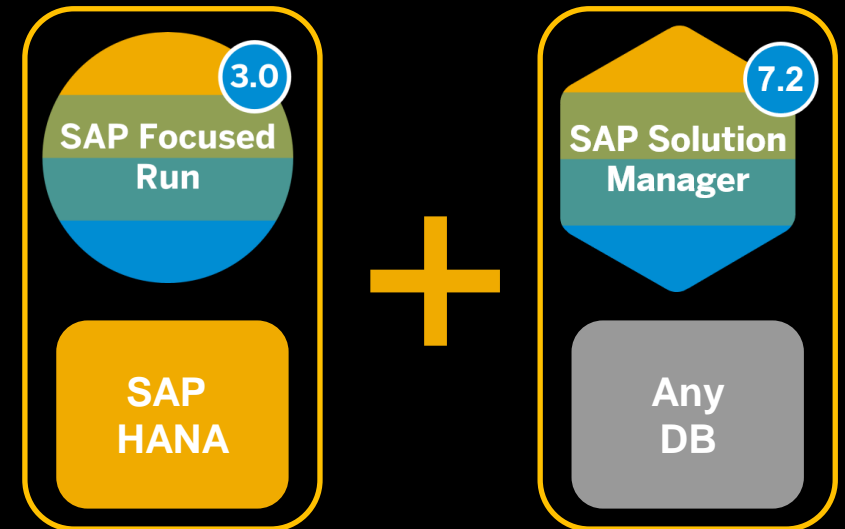 3.0
SAP Focused
Run
SAP
HANA
7.2
SAP Solution
Manager
Any
DB